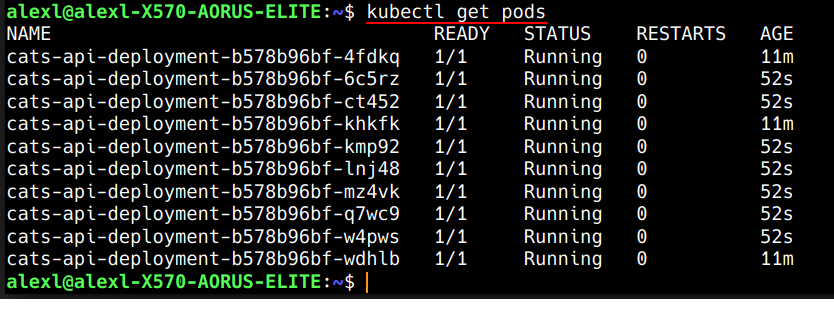 alexl@alexl-X570-AORUS-ELITE:~$ kubectl get pods
NAME READY STATUS RESTARTS AGE
cats-api-deployment-b578b96bf-4fdkq 1/1 Running 0 11m
cats-api-deployment-b578b96bf-6c5rz 1/1 Running 0 52s
cats-api-deployment-b578b96bf-ct452 1/1 Running 0 52s
cats-api-deployment-b578b96bf-khkfk 1/1 Running 0 11m
cats-api-deployment-b578b96bf-kmp92 1/1 Running 0 52s
cats-api-deployment-b578b96bf-lnj48 1/1 Running 0 52s
cats-api-deployment-b578b96bf-mz4vk 1/1 Running 0 52s
cats-api-deployment-b578b96bf-q7wc9 1/1 Running 0 52s
cats-api-deployment-b578b96bf-w4pws 1/1 Running 0 52s
cats-api-deployment-b578b96bf-wdhlb 1/1 Running 0 11m
alexl@alexl-X570-AORUS-ELITE:~$